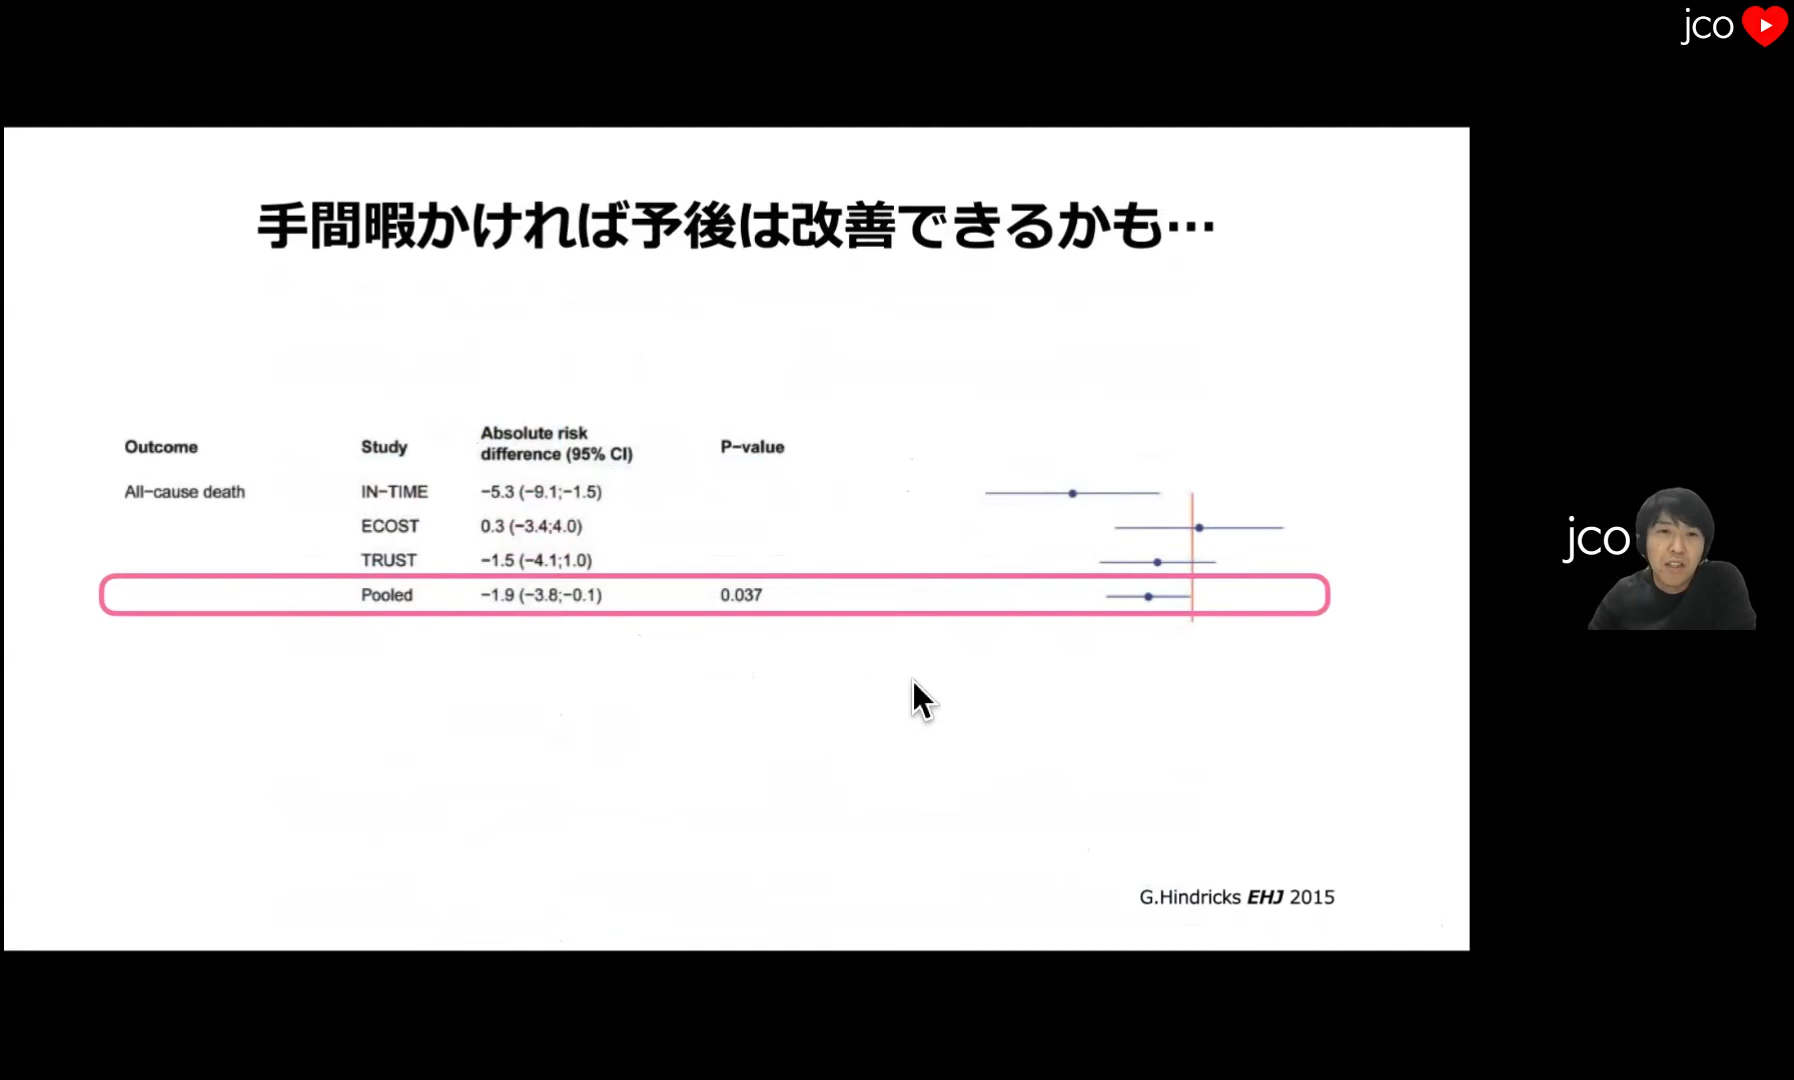 jco
手間暇かければ予後は改善できるかも…
Outcome Study Absolute risk difference (95% CI) P−value
All−cause death IN−TIME −5.3 (−9.1;−1.5)
ECOST 0.3 (−3.4;4.0)
TRUST −1.5 (−4.1;1.0)
Pooled −1.9 (−3.8;−0.1) 0.037
jco
G.Hindricks EHJ 2015